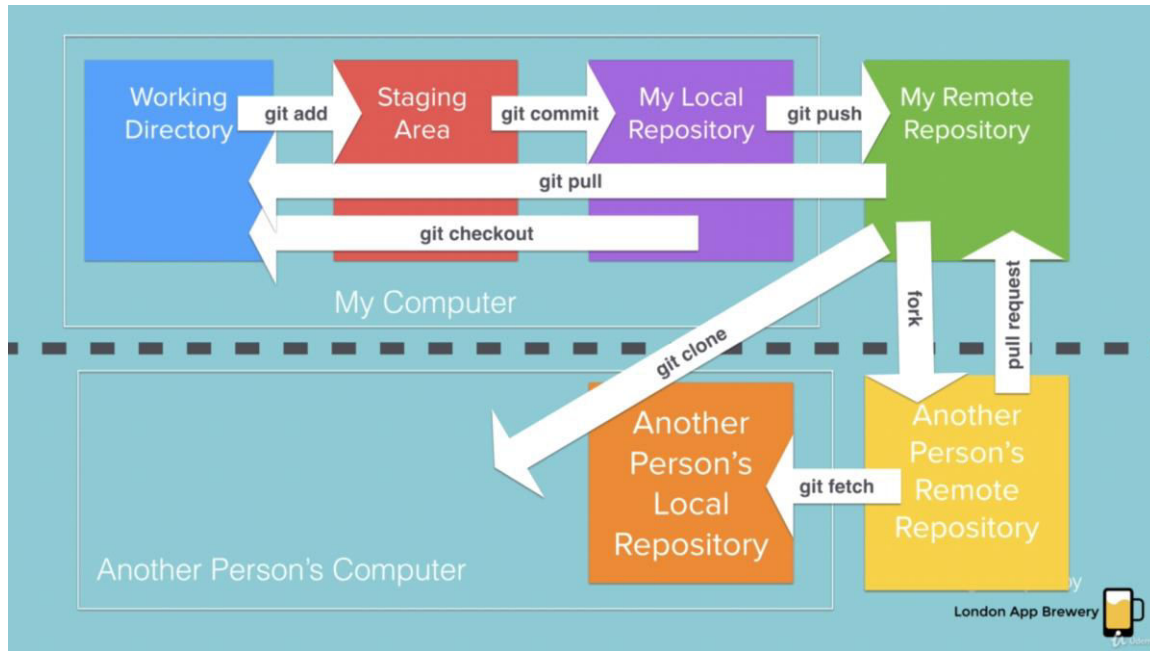 Working
Directory
git add
Staging
Area
git commit
My Local
Repository
git push
My Remote
Repository
git pull
git checkout
My Computer
git clone
fork
pull request
Another
Person's
Local
Repository
git fetch
Another
Person's
Remote
Repository
Another Person's Computer
London App Brewery